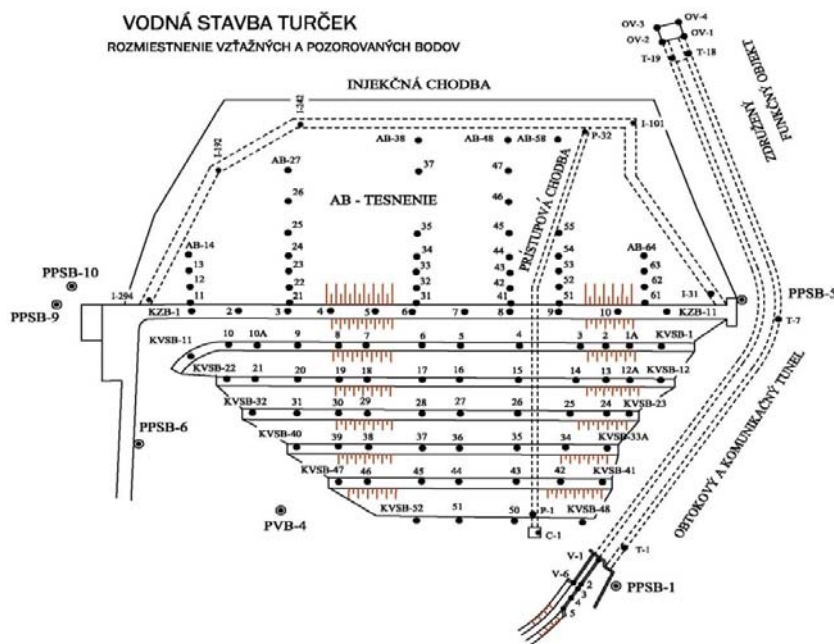 VODNÁ STAVBA TURČEK
ROZMIESTNENIE VZŤAŽNÝCH A POZOROVANÝCH BODOV
OV-3
OV-4
OV-2
OV-1
T-19
T-18
ZDRUŽENÝ
FUNKČNÝ OBJEKT
INJEKČNÁ CHODBA
I-242
I-192
I-101
P-32
AB-38
AB-48
AB-58
AB-27
37
47
26
46
AB - TESNENIE
PRÍSTUPOVÁ CHODBA
25
35
45
55
AB-14
24
34
44
54
AB-64
13
23
33
43
53
63
12
22
32
42
52
62
11
21
31
41
51
61
PPSB-10
I-294
I-31
PPSB-5
PPSB-9
KZB-1
2
3
4
5
6
7
8
9
10
KZB-11
T-7
KVSB-11
10
10A
9
8
7
6
5
4
3
2
1A
KVSB-1
KVSB-22
21
20
19
18
17
16
15
14
13
12A
KVSB-12
KVSB-32
31
30
29
28
27
26
25
24
KVSB-23
PPSB-6
KVSB-40
39
38
37
36
35
34
KVSB-33A
KVSB-47
46
45
44
43
42
KVSB-41
PVB-4
KVSB-52
51
50
P-1
KVSB-48
C-1
OBTOKOVÝ A KOMUNIKAČNÝ TUNEL
V-1
T-1
V-6
2
3
4
5
PPSB-1